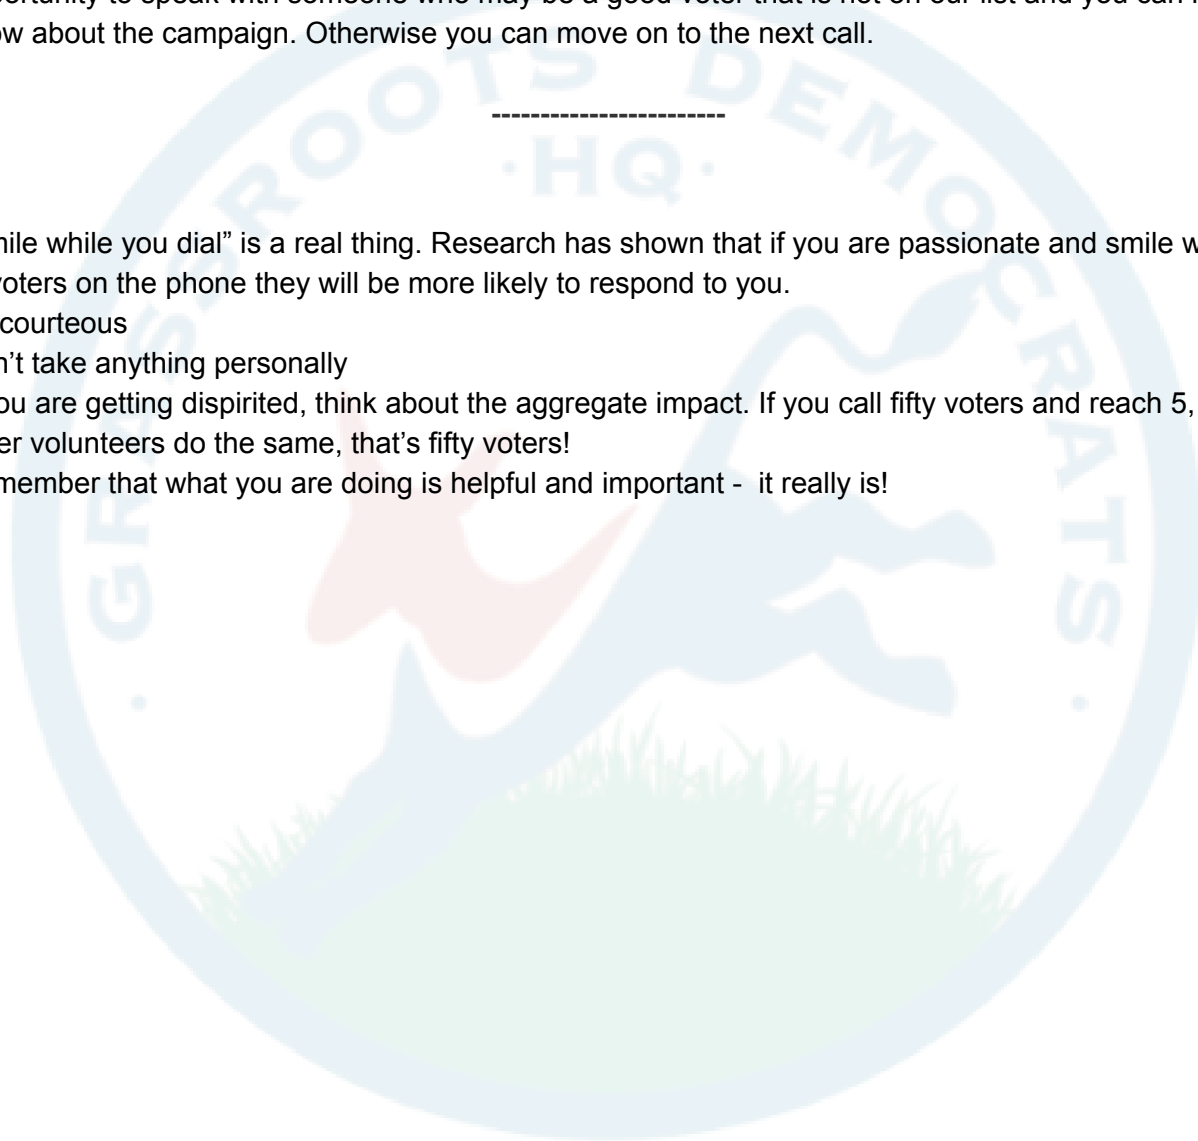 ortunity to speak with someone who may be a good voter that is not on our list and you can
ow about the campaign. Otherwise you can move on to the next call.
------------------------
GRASSROOTS DEMOCRATS
·HQ·
ile while you dial” is a real thing. Research has shown that if you are passionate and smile w
voters on the phone they will be more likely to respond to you.
courteous
n’t take anything personally
ou are getting dispirited, think about the aggregate impact. If you call fifty voters and reach 5,
er volunteers do the same, that’s fifty voters!
member that what you are doing is helpful and important -  it really is!